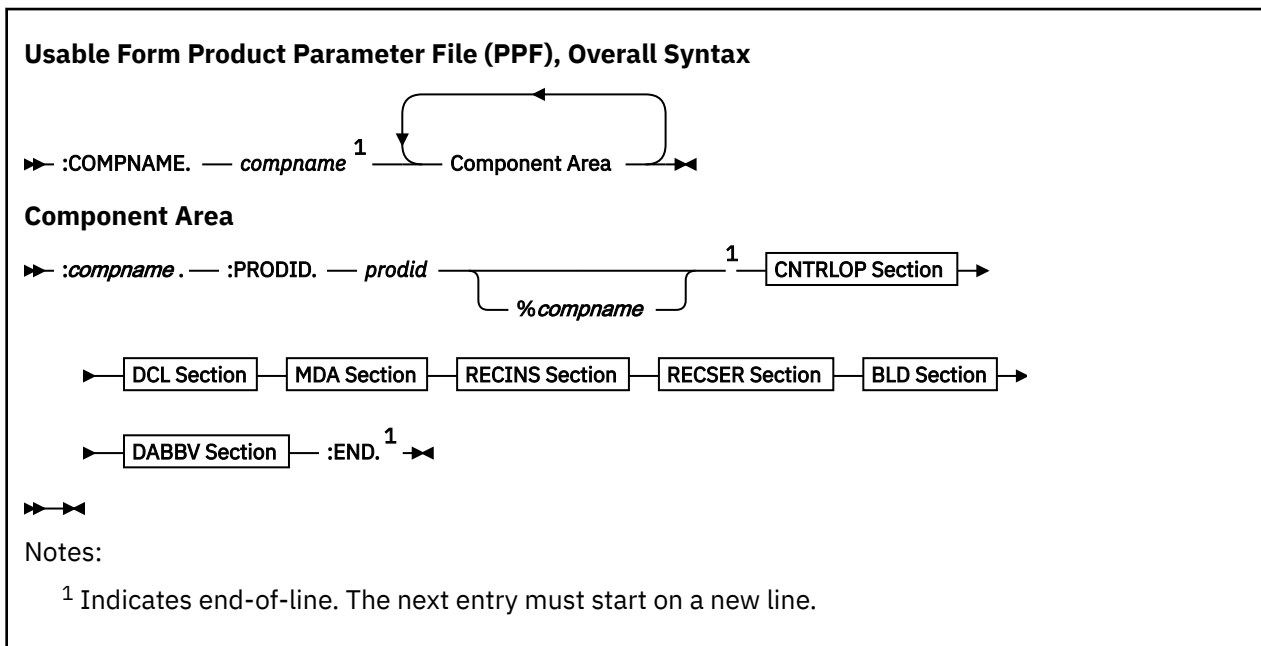 Usable Form Product Parameter File (PPF), Overall Syntax
:COMPNAME. compname 1 Component Area
Component Area
:compname . :PRODID. prodid %compname 1 CNTRLOP Section
DCL Section MDA Section RECINS Section RECSER Section BLD Section
DABBV Section :END. 1
Notes:
1 Indicates end-of-line. The next entry must start on a new line.